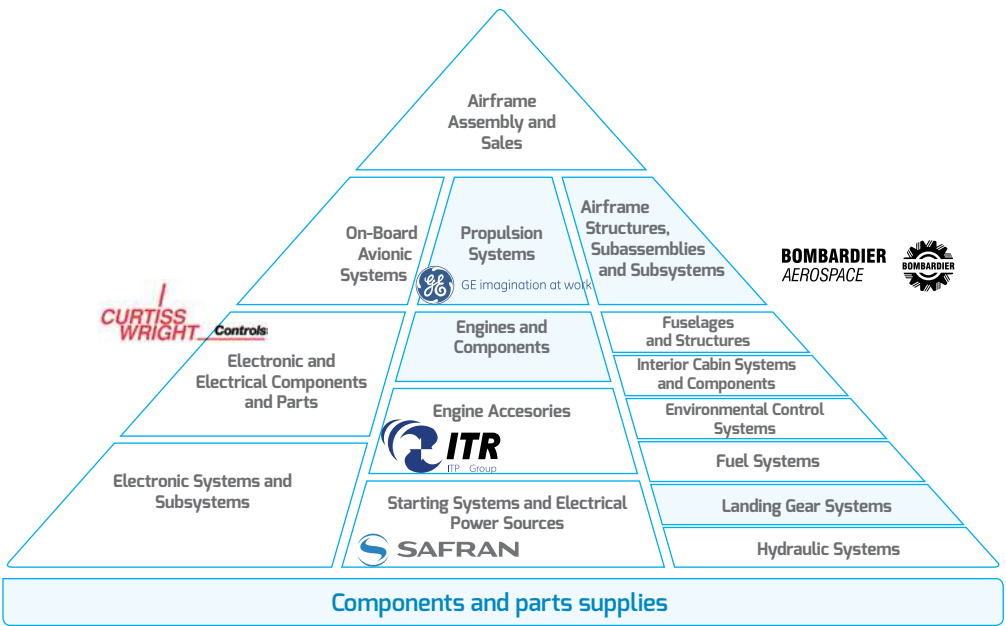 Airframe
Assembly and
Sales
On-Board
Avionic
Systems
Propulsion
Systems
GE
GE imagination at work
Airframe
Structures,
Subassemblies
and Subsystems
BOMBARDIER
AEROSPACE
BOMBARDIER
CURTISS
WRIGHT Controls
Electronic and
Electrical Components
and Parts
Engines and
Components
Fuselages
and Structures
Interior Cabin Systems
and Components
Environmental Control
Systems
Engine Accesories
ITR
ITP Group
Fuel Systems
Electronic Systems and
Subsystems
Starting Systems and Electrical
Power Sources
SAFRAN
Landing Gear Systems
Hydraulic Systems
Components and parts supplies